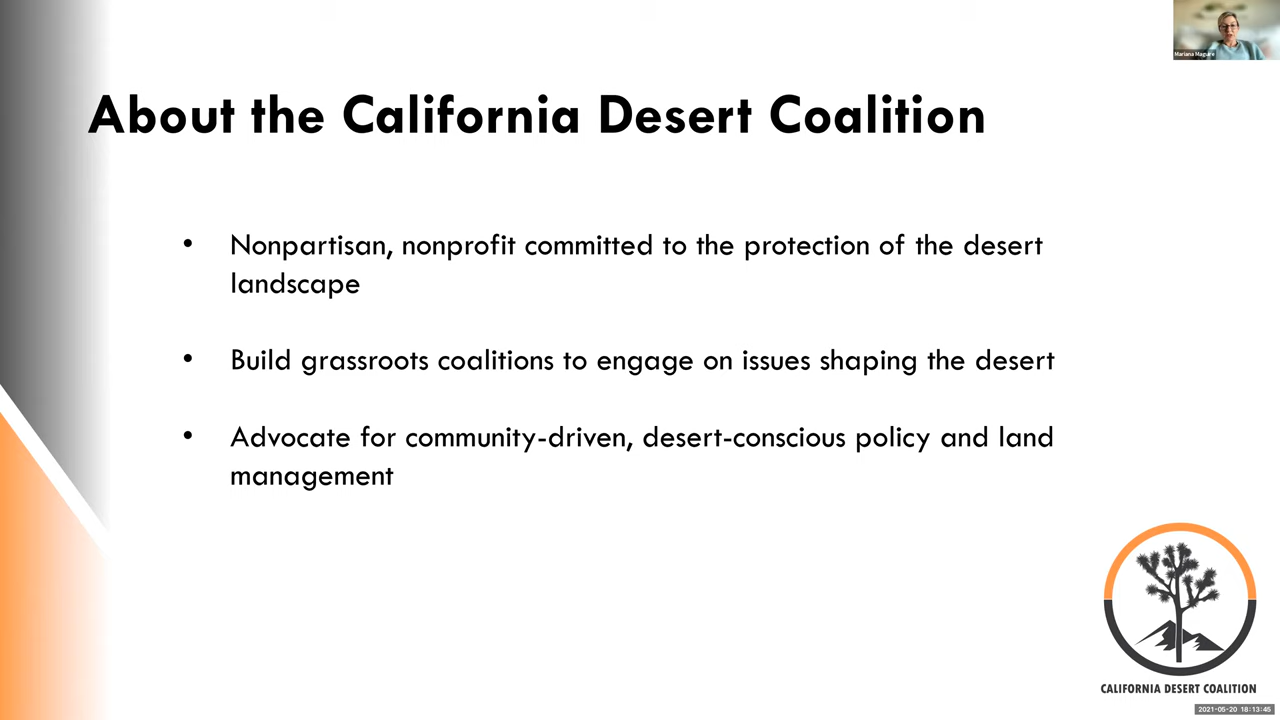 Mariana Maguire
About the California Desert Coalition
• Nonpartisan, nonprofit committed to the protection of the desert
landscape
• Build grassroots coalitions to engage on issues shaping the desert
• Advocate for community-driven, desert-conscious policy and land
management
CALIFORNIA DESERT COALITION
2021-05-20 18:13:45